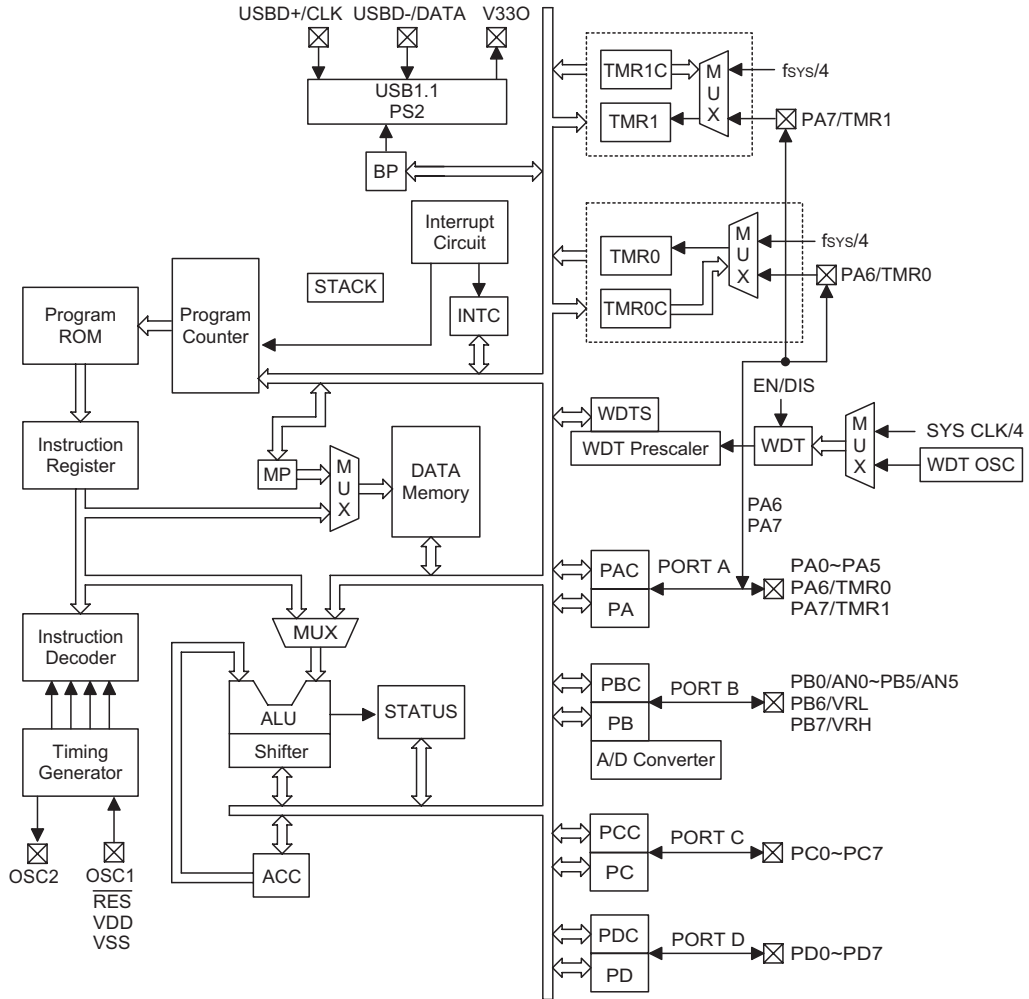 USBD+/CLK USBD-/DATA V33O
USB1.1
PS2
BP
TMR1C
TMR1
MUX
fSYS/4
PA7/TMR1
Interrupt
Circuit
STACK
INTC
TMR0
TMR0C
MUX
fSYS/4
PA6/TMR0
Program
ROM
Program
Counter
EN/DIS
WDTS
WDT Prescaler
WDT
MUX
SYS CLK/4
WDT OSC
Instruction
Register
MP
MUX
DATA
Memory
PA6
PA7
PAC
PA
PORT A
PA0~PA5
PA6/TMR0
PA7/TMR1
Instruction
Decoder
MUX
ALU
Shifter
STATUS
PBC
PB
A/D Converter
PORT B
PB0/AN0~PB5/AN5
PB6/VRL
PB7/VRH
Timing
Generator
OSC2
OSC1
RES
VDD
VSS
ACC
PCC
PC
PORT C
PC0~PC7
PDC
PD
PORT D
PD0~PD7